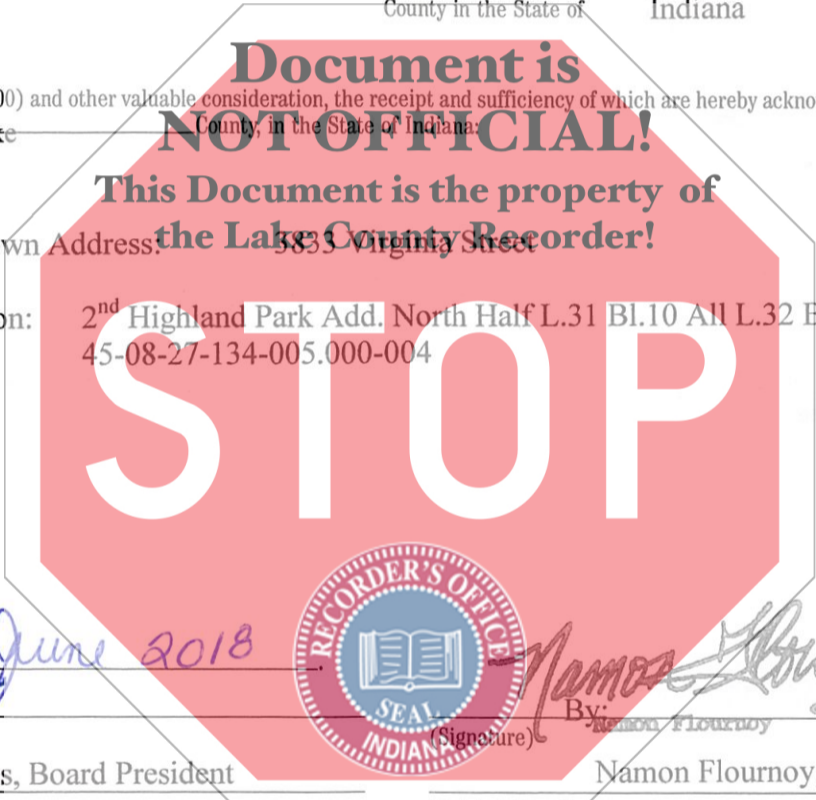 County in the State of Indiana
Document is
00) and other valuable consideration, the receipt and sufficiency of which are hereby ackno
County, in the State of Indiana:
NOT OFFICIAL!
This Document is the property of
the Lake County Recorder!
wn Address: 3833 Virginia Street
on: 2nd Highland Park Add. North Half L.31 Bl.10 All L.32 B
45-08-27-134-005.000-004
STOP
RECORDER'S OFFICE
SEAL
INDIANA
June 2018
Namon Flou
By:
Namon Flournoy
(Signature)
s, Board President
Namon Flournoy